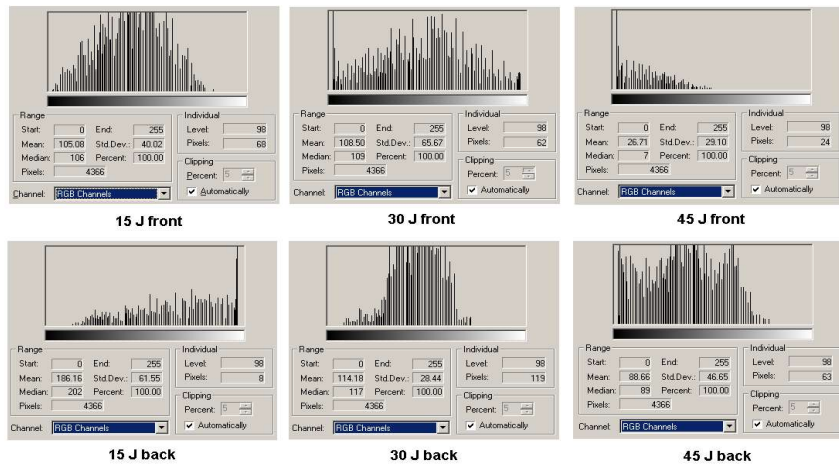 Range
Start: 0 End: 255
Mean: 105.08 Std.Dev.: 40.02
Median: 106 Percent: 100.00
Pixels: 4366
Individual
Level: 98
Pixels: 68
Clipping
Percent: 5
Automatically
Channel: RGB Channels
15 J front
Range
Start: 0 End: 255
Mean: 108.50 Std.Dev.: 65.67
Median: 109 Percent: 100.00
Pixels: 4366
Individual
Level: 98
Pixels: 62
Clipping
Percent: 5
Automatically
Channel: RGB Channels
30 J front
Range
Start: 0 End: 255
Mean: 26.71 Std.Dev.: 29.10
Median: 7 Percent: 100.00
Pixels: 4366
Individual
Level: 98
Pixels: 24
Clipping
Percent: 5
Automatically
Channel: RGB Channels
45 J front
Range
Start: 0 End: 255
Mean: 186.16 Std.Dev.: 61.55
Median: 202 Percent: 100.00
Pixels: 4366
Individual
Level: 98
Pixels: 8
Clipping
Percent: 5
Automatically
Channel: RGB Channels
15 J back
Range
Start: 0 End: 255
Mean: 114.18 Std.Dev.: 28.44
Median: 117 Percent: 100.00
Pixels: 4366
Individual
Level: 98
Pixels: 119
Clipping
Percent: 5
Automatically
Channel: RGB Channels
30 J back
Range
Start: 0 End: 255
Mean: 88.66 Std.Dev.: 46.65
Median: 89 Percent: 100.00
Pixels: 4366
Individual
Level: 98
Pixels: 63
Clipping
Percent: 5
Automatically
Channel: RGB Channels
45 J back